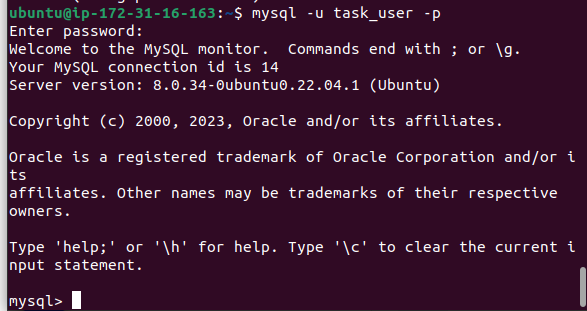 ubuntu@ip-172-31-16-163:~$ mysql -u task_user -p
Enter password:
Welcome to the MySQL monitor.  Commands end with ; or \g.
Your MySQL connection id is 14
Server version: 8.0.34-0ubuntu0.22.04.1 (Ubuntu)

Copyright (c) 2000, 2023, Oracle and/or its affiliates.

Oracle is a registered trademark of Oracle Corporation and/or i
ts
affiliates. Other names may be trademarks of their respective
owners.

Type 'help;' or '\h' for help. Type '\c' to clear the current i
nput statement.

mysql>